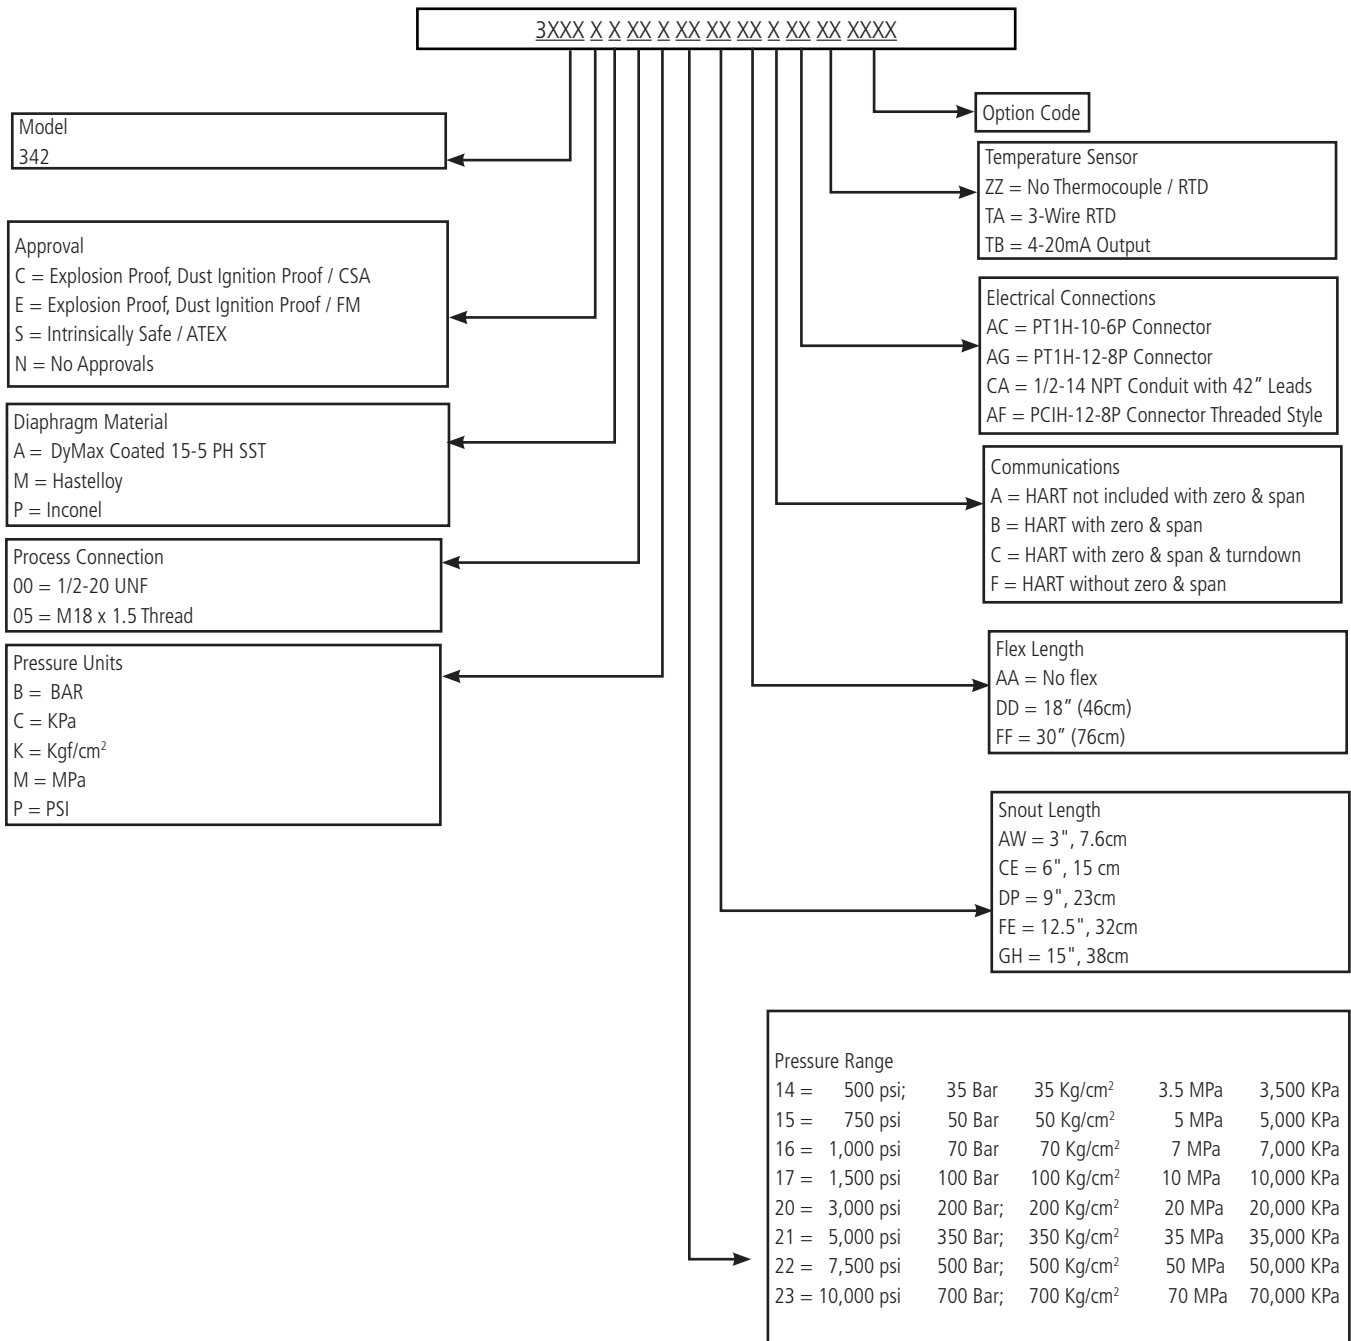 3XXX X X XX X XX XX XX X XX XX XXXX
Model
342
Approval
C = Explosion Proof, Dust Ignition Proof / CSA
E = Explosion Proof, Dust Ignition Proof / FM
S = Intrinsically Safe / ATEX
N = No Approvals
Diaphragm Material
A = DyMax Coated 15-5 PH SST
M = Hastelloy
P = Inconel
Process Connection
00 = 1/2-20 UNF
05 = M18 x 1.5 Thread
Pressure Units
B = BAR
C = KPa
K = Kgf/cm²
M = MPa
P = PSI
Option Code
Temperature Sensor
ZZ = No Thermocouple / RTD
TA = 3-Wire RTD
TB = 4-20mA Output
Electrical Connections
AC = PT1H-10-6P Connector
AG = PT1H-12-8P Connector
CA = 1/2-14 NPT Conduit with 42” Leads
AF = PCIH-12-8P Connector Threaded Style
Communications
A = HART not included with zero & span
B = HART with zero & span
C = HART with zero & span & turndown
F = HART without zero & span
Flex Length
AA = No flex
DD = 18” (46cm)
FF = 30” (76cm)
Snout Length
AW = 3", 7.6cm
CE = 6", 15 cm
DP = 9", 23cm
FE = 12.5", 32cm
GH = 15", 38cm
Pressure Range
14 = 500 psi; 35 Bar 35 Kg/cm² 3.5 MPa 3,500 KPa
15 = 750 psi 50 Bar 50 Kg/cm² 5 MPa 5,000 KPa
16 = 1,000 psi 70 Bar 70 Kg/cm² 7 MPa 7,000 KPa
17 = 1,500 psi 100 Bar 100 Kg/cm² 10 MPa 10,000 KPa
20 = 3,000 psi 200 Bar; 200 Kg/cm² 20 MPa 20,000 KPa
21 = 5,000 psi 350 Bar; 350 Kg/cm² 35 MPa 35,000 KPa
22 = 7,500 psi 500 Bar; 500 Kg/cm² 50 MPa 50,000 KPa
23 = 10,000 psi 700 Bar; 700 Kg/cm² 70 MPa 70,000 KPa